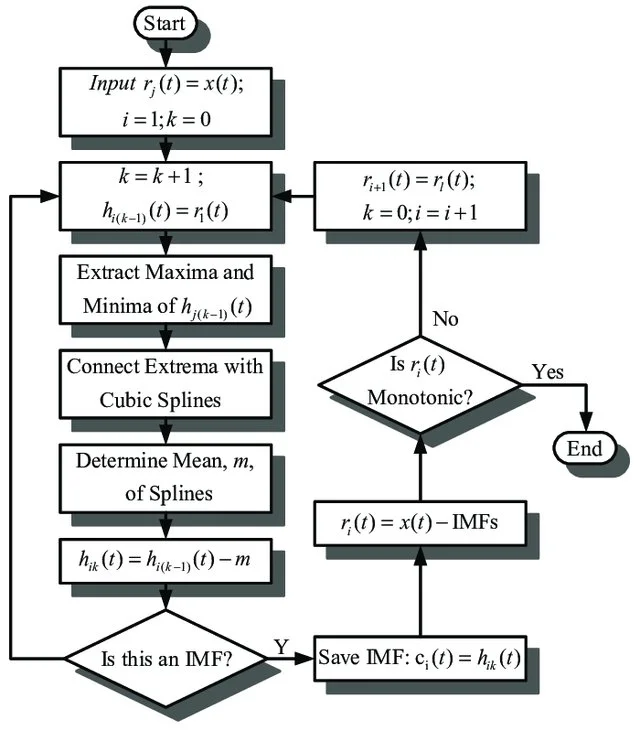 Start
Input r_j(t) = x(t);
i = 1; k = 0
k = k + 1 ;
h_{i(k−1)}(t) = r_1(t)
Extract Maxima and
Minima of h_{j(k−1)}(t)
Connect Extrema with
Cubic Splines
Determine Mean, m,
of Splines
h_{ik}(t) = h_{i(k−1)}(t) − m
Is this an IMF?
Y
Save IMF: c_i(t) = h_{ik}(t)
r_i(t) = x(t) − IMFs
Is r_i(t)
Monotonic?
Yes
End
No
r_{i+1}(t) = r_l(t);
k = 0; i = i + 1